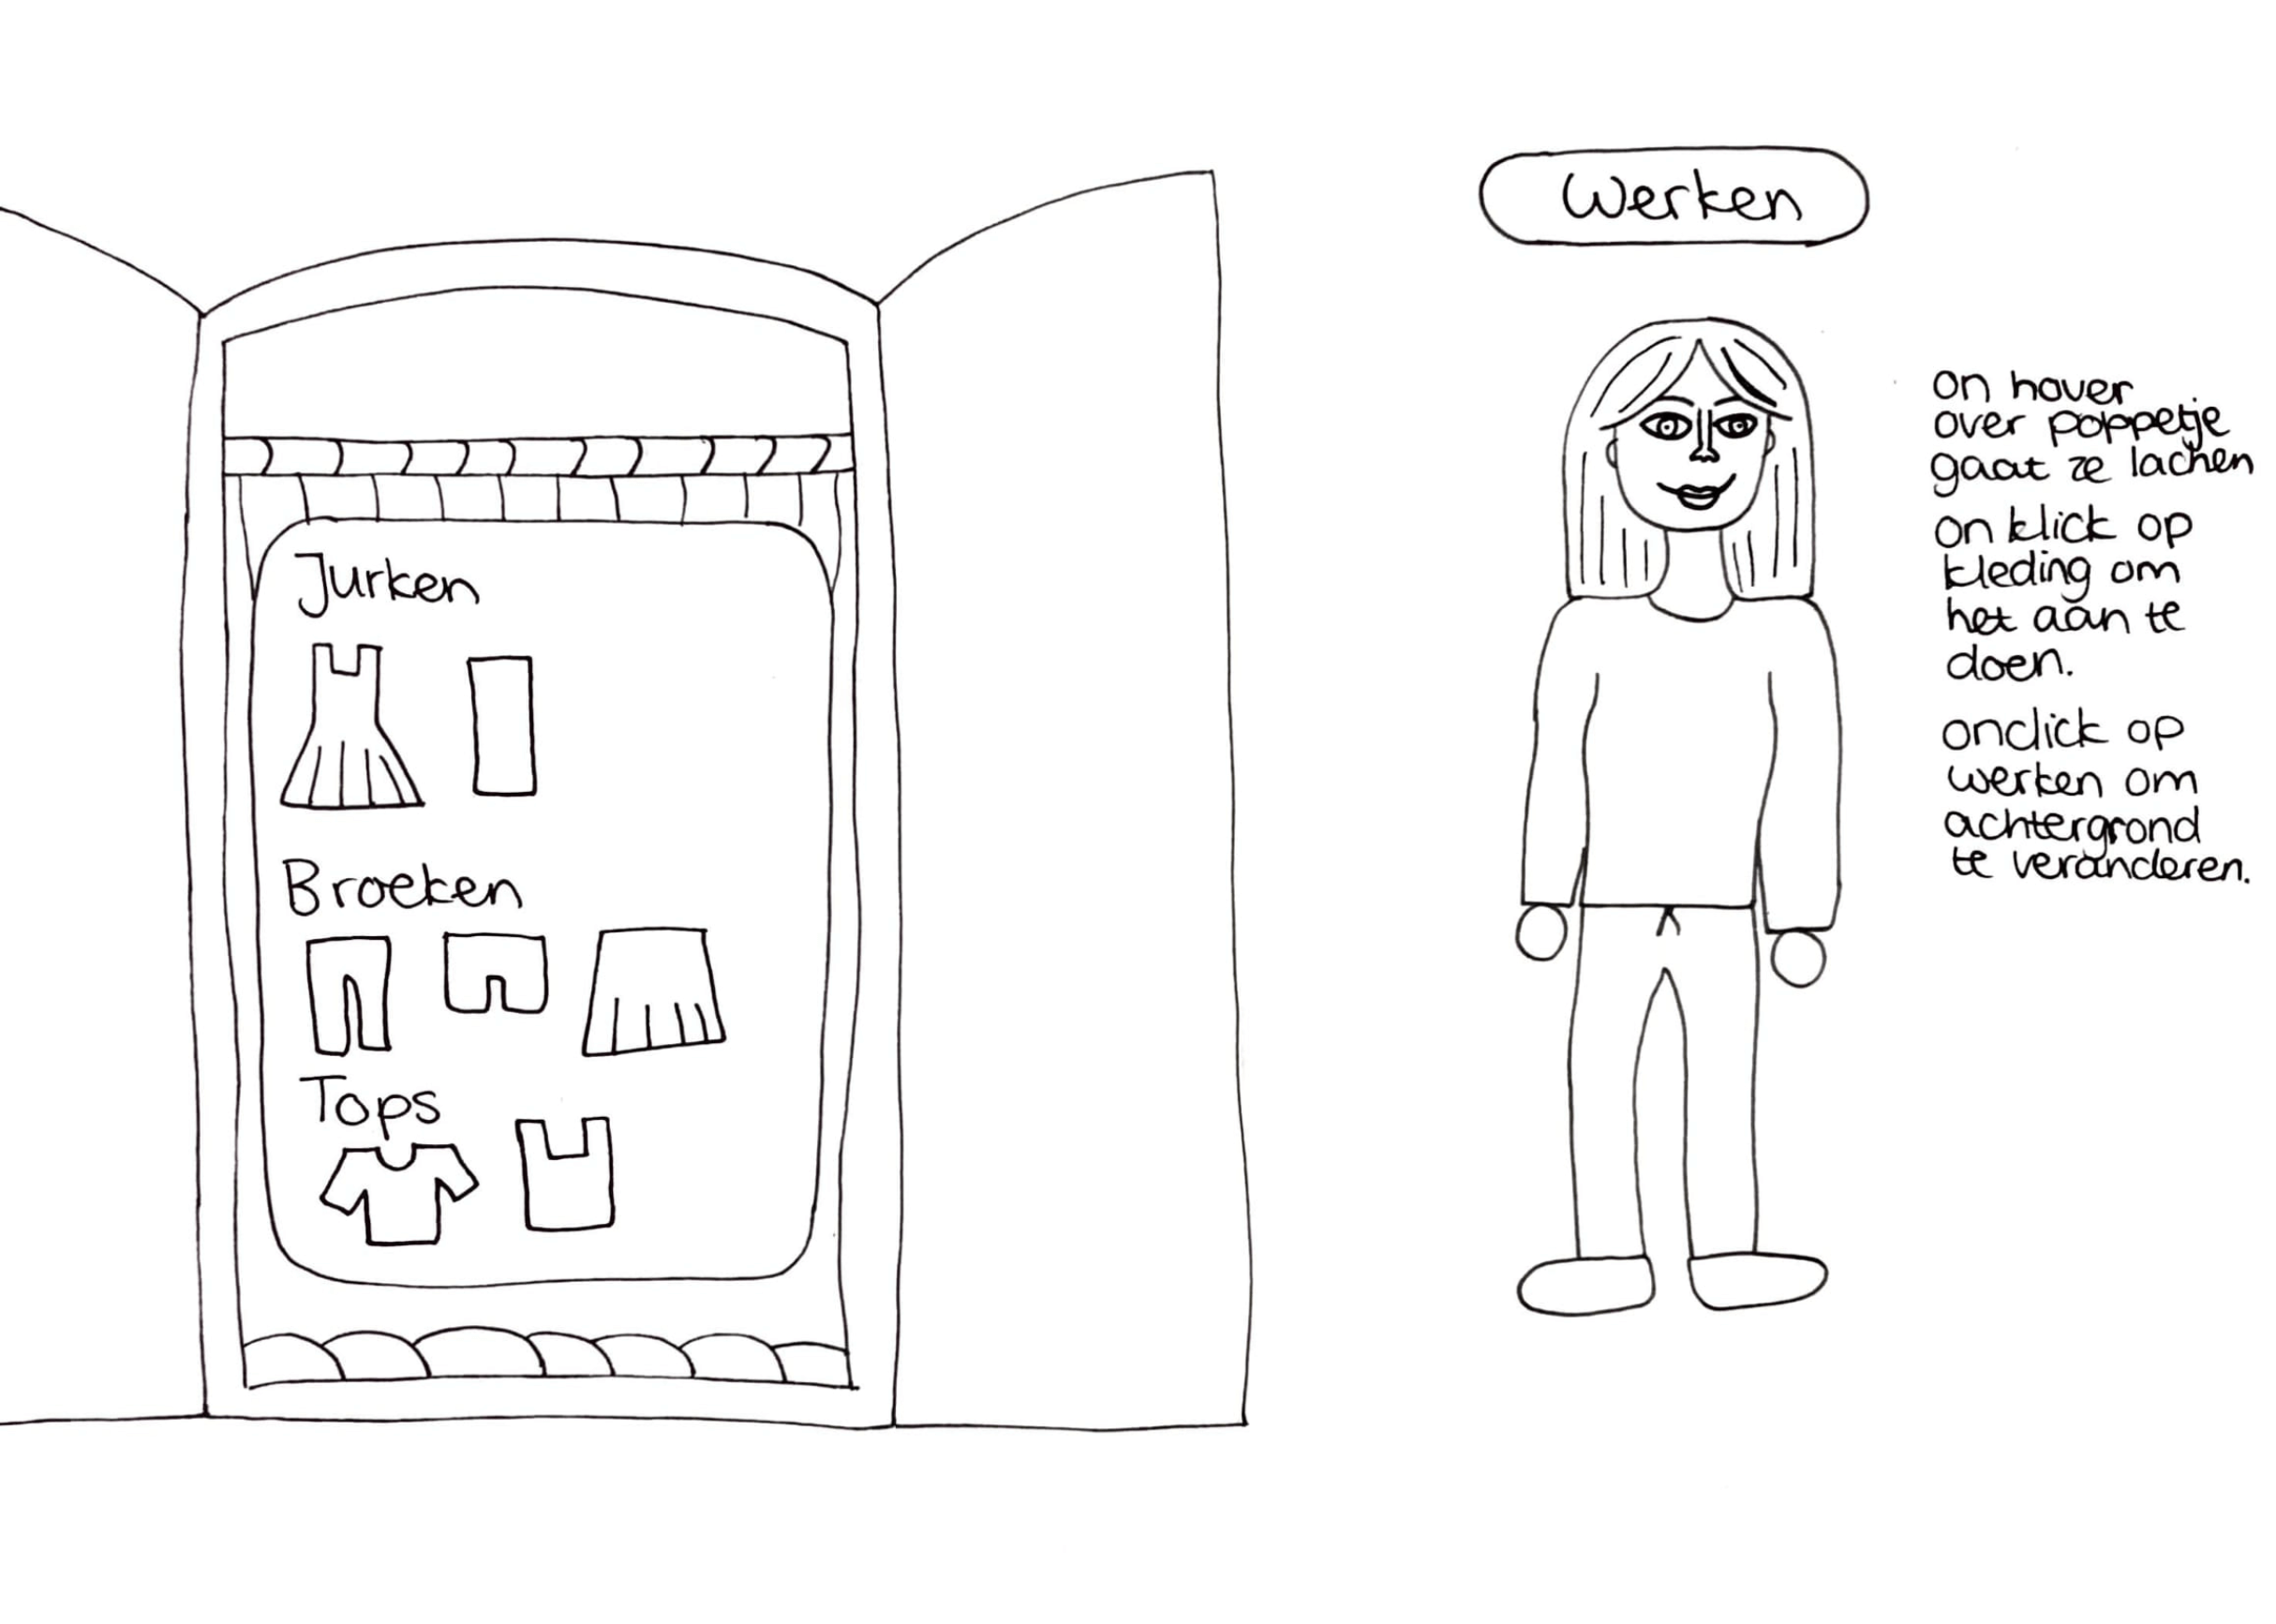 Werken
Jurken
Broeken
Tops
on hover
over poppetje
gaat ze lachen
on klick op
kleding om
het aan te
doen.
onclick op
werken om
achtergrond
te veranderen.